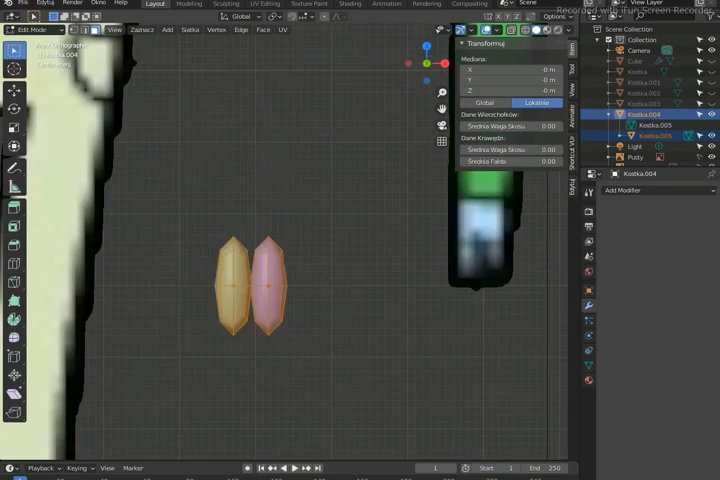 Plik Edytuj Render Okno Help Layout Modeling Sculpting UV Editing Texture Paint Shading Animation Rendering
View Layer
Recorded with iFun Screen Recorder
Global
X Y Z Options
Edit Mode View Zaznacz Add Siatka Vertex Edge Face UV
Orthographic
Kostka.004
Centimeters
Transformuj
Mediana:
X -0 m
Y -0 m
Z -0 m
Global Lokalnie
Dane Wierzchołków:
Średnia Waga Skosu 0.00
Dane Krawędzi:
Średnia Waga Skosu 0.00
Średnia Fałda 0.00
Item
Tool
View
Animate
Shortcut VUr
Edytuj
Scene Collection
Collection
Camera
Cube
Kostka
Kostka.001
Kostka.002
Kostka.003
Kostka.004
Kostka.005
Kostka.005
Light
Pusty
Kostka.004
Add Modifier
Playback Keying View Marker
1 Start 1 End 250